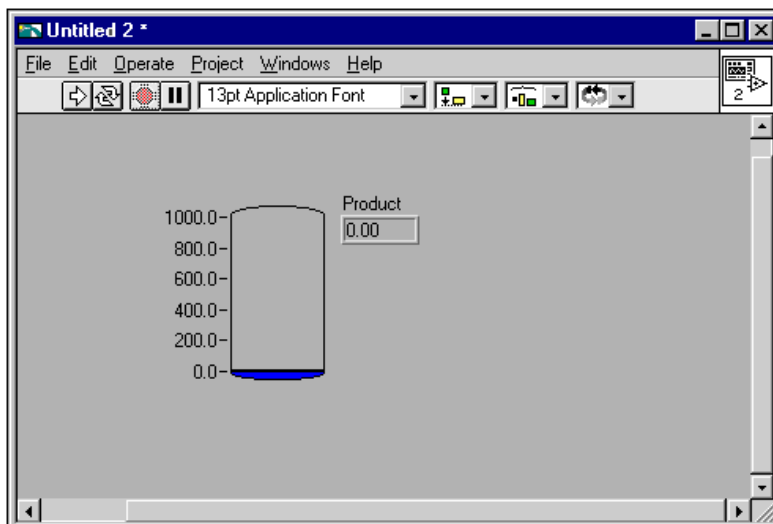 Untitled 2 *
File Edit Operate Project Windows Help
13pt Application Font
2
Product
0.00
1000.0
800.0
600.0
400.0
200.0
0.0